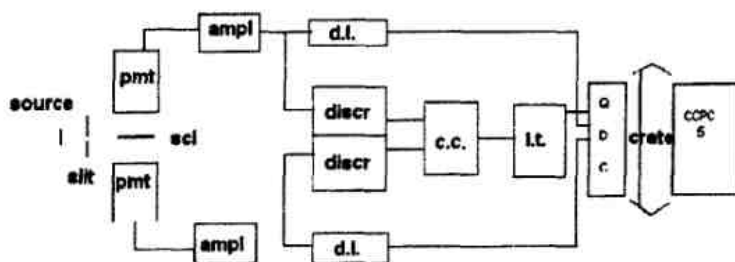 ampl
d.l.
pmt
source
slit
sci
pmt
discr
discr
c.c.
l.t.
Q
D
C
crate
CCPC
5
ampl
d.l.